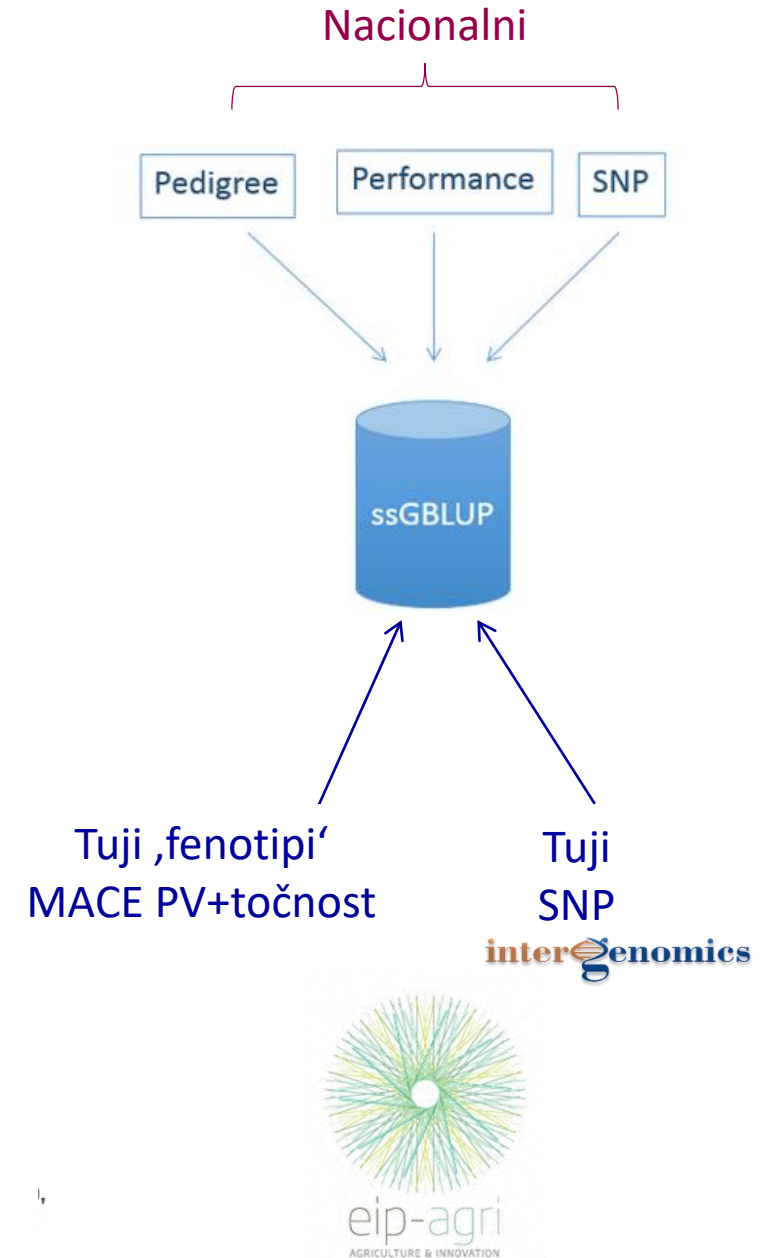 Nacionalni
Pedigree
Performance
SNP
ssGBLUP
Tuji ‚fenotipi‘
MACE PV+točnost
Tuji
SNP
intergenomics
eip-agri
AGRICULTURE & INNOVATION